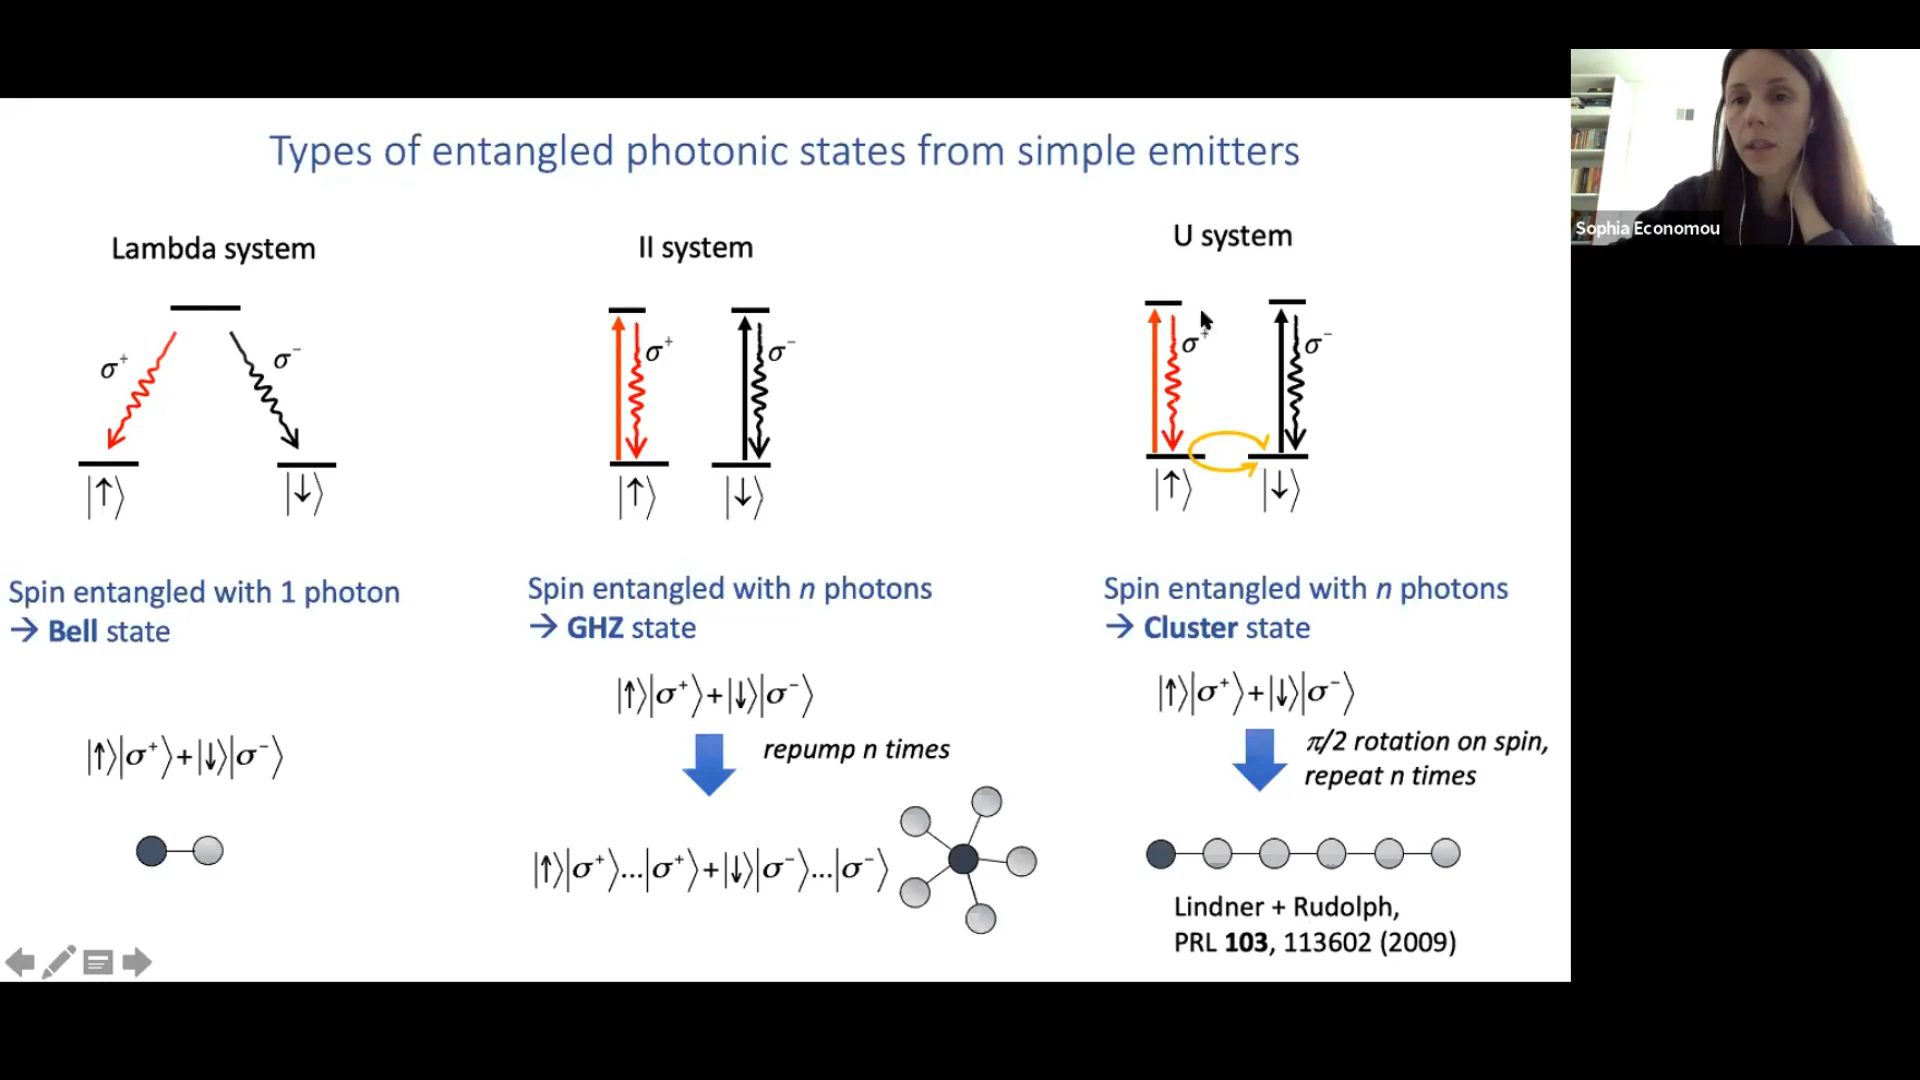 Types of entangled photonic states from simple emitters
Sophia Economou
Lambda system
σ⁺
σ⁻
|↑⟩
|↓⟩
Spin entangled with 1 photon
→ Bell state
|↑⟩|σ⁺⟩+|↓⟩|σ⁻⟩
II system
σ⁺
σ⁻
|↑⟩
|↓⟩
Spin entangled with n photons
→ GHZ state
|↑⟩|σ⁺⟩+|↓⟩|σ⁻⟩
repump n times
|↑⟩|σ⁺⟩...|σ⁺⟩+|↓⟩|σ⁻⟩...|σ⁻⟩
U system
σ⁺
σ⁻
|↑⟩
|↓⟩
Spin entangled with n photons
→ Cluster state
|↑⟩|σ⁺⟩+|↓⟩|σ⁻⟩
π/2 rotation on spin,
repeat n times
Lindner + Rudolph,
PRL 103, 113602 (2009)